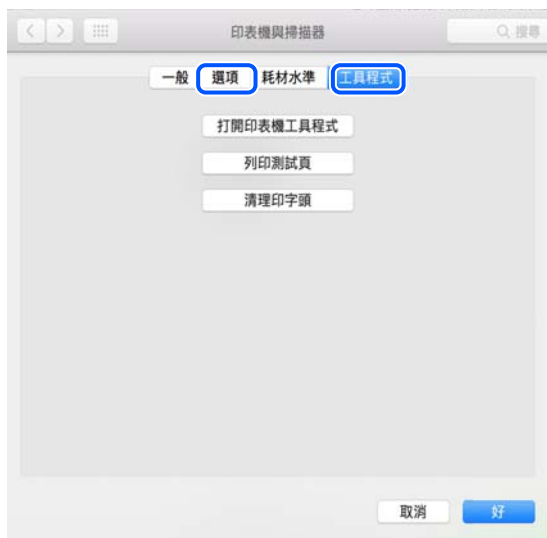 印表機與掃描器
搜尋
一般 選項 耗材水準 工具程式
打開印表機工具程式
列印測試頁
清理印字頭
取消 好